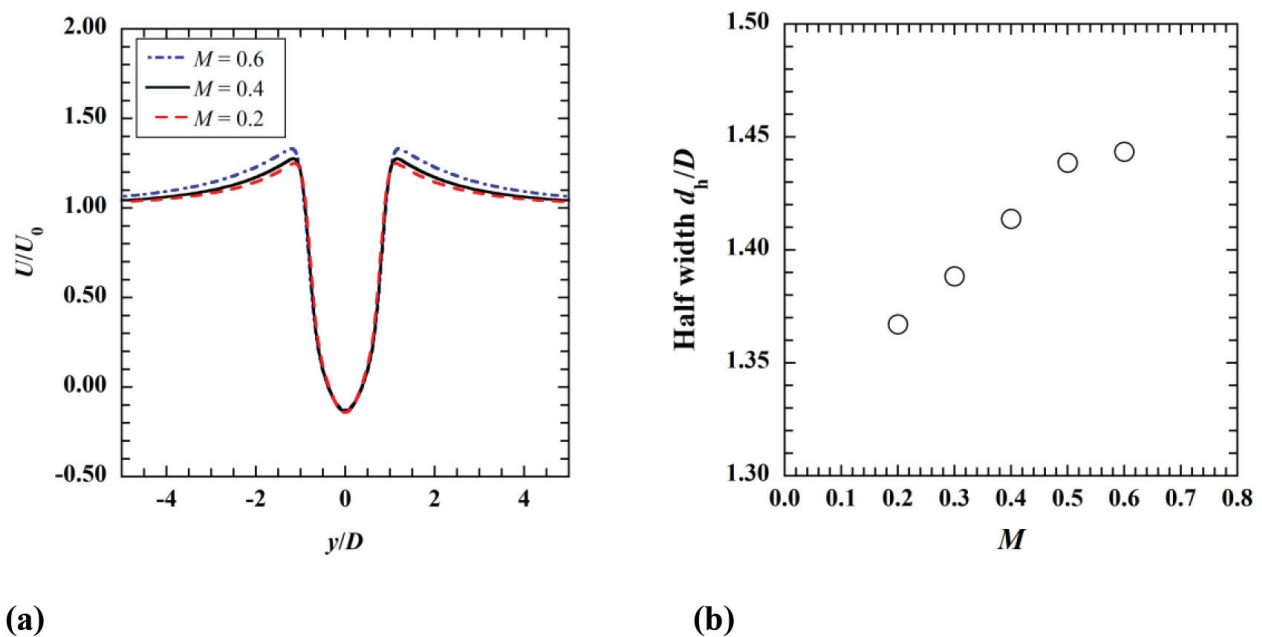 2.00
1.50
1.00
0.50
0.00
-0.50
U/U0
M = 0.6
M = 0.4
M = 0.2
-4 -2 0 2 4
y/D
(a)
1.50
1.45
1.40
1.35
1.30
Half width dh/D
0.0 0.1 0.2 0.3 0.4 0.5 0.6 0.7 0.8
M
(b)